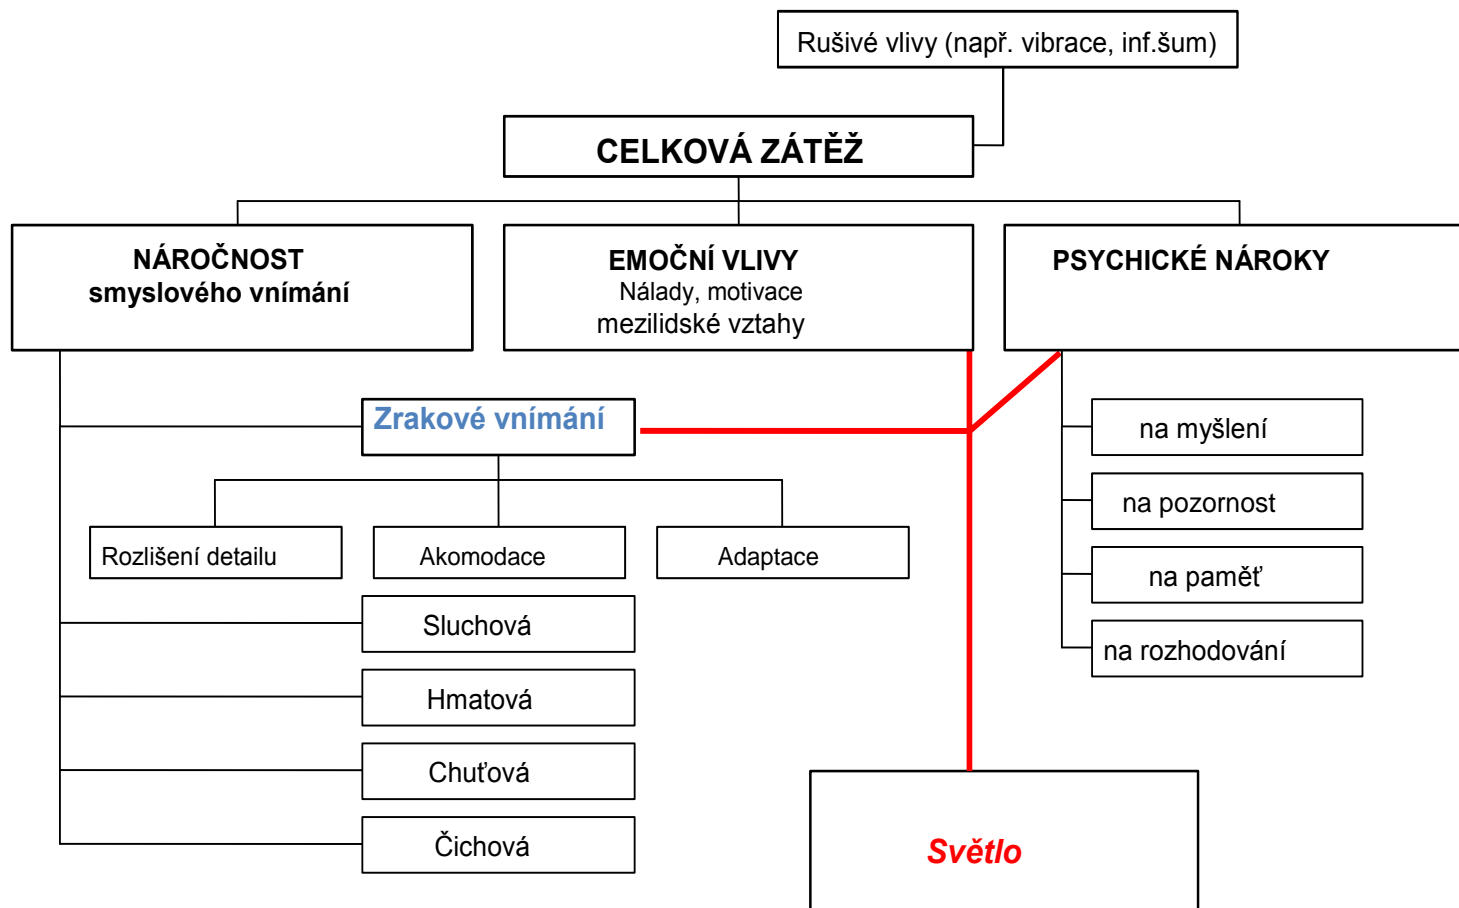 Rušivé vlivy (např. vibrace, inf.šum)
CELKOVÁ ZÁTĚŽ
NÁROČNOST
smyslového vnímání
EMOČNÍ VLIVY
Nálady, motivace
mezilidské vztahy
PSYCHICKÉ NÁROKY
Zrakové vnímání
Rozlišení detailu
Akomodace
Adaptace
Sluchová
Hmatová
Chuťová
Čichová
na myšlení
na pozornost
na paměť
na rozhodování
Světlo